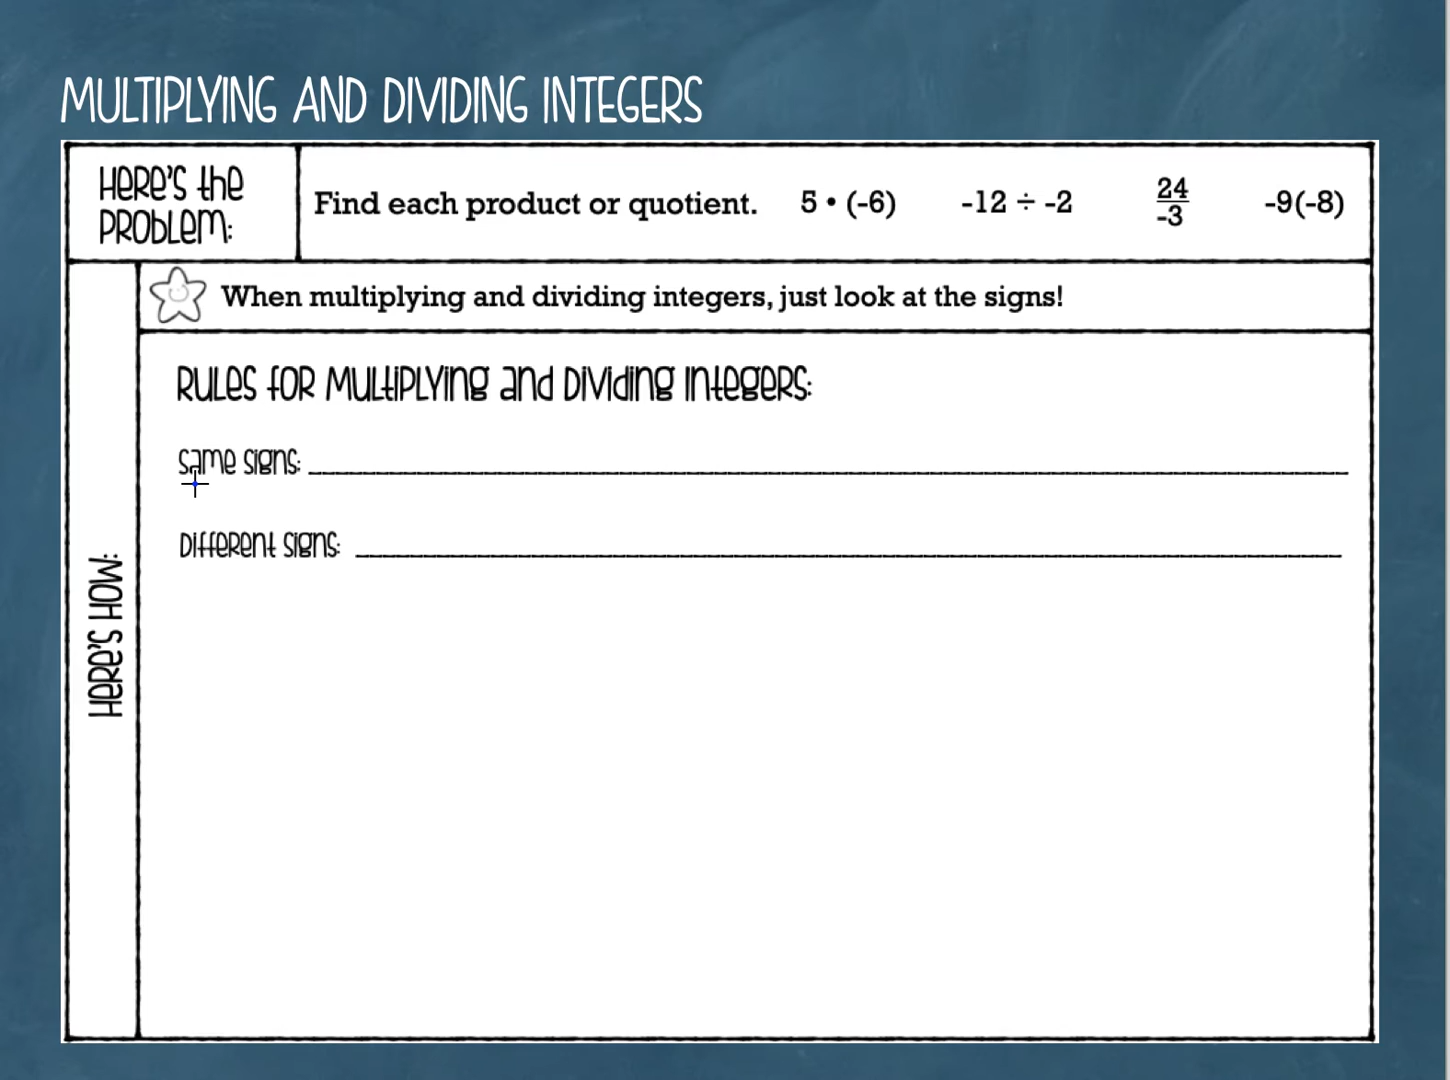 MULTIPLYING AND DIVIDING INTEGERS
Here's the
Problem:
Find each product or quotient. 5 • (-6) -12 ÷ -2 24/-3 -9(-8)
When multiplying and dividing integers, just look at the signs!
Here's How:
Rules for Multiplying and Dividing Integers:
Same Signs:
Different Signs: